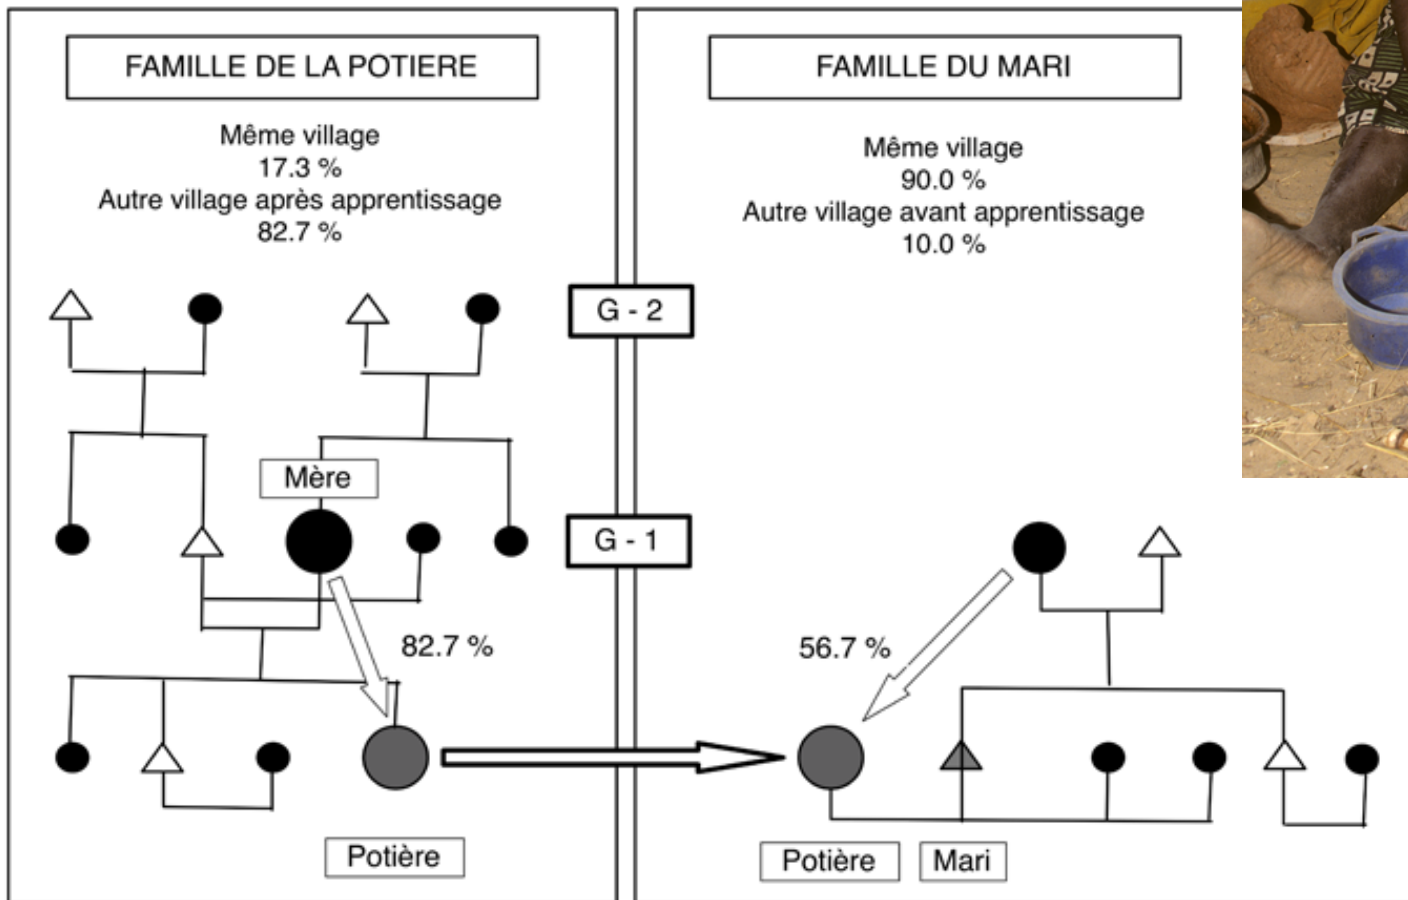 FAMILLE DE LA POTIERE
Même village
17.3 %
Autre village après apprentissage
82.7 %
FAMILLE DU MARI
Même village
90.0 %
Autre village avant apprentissage
10.0 %
G - 2
Mère
G - 1
82.7 %
56.7 %
Potière
Potière
Mari